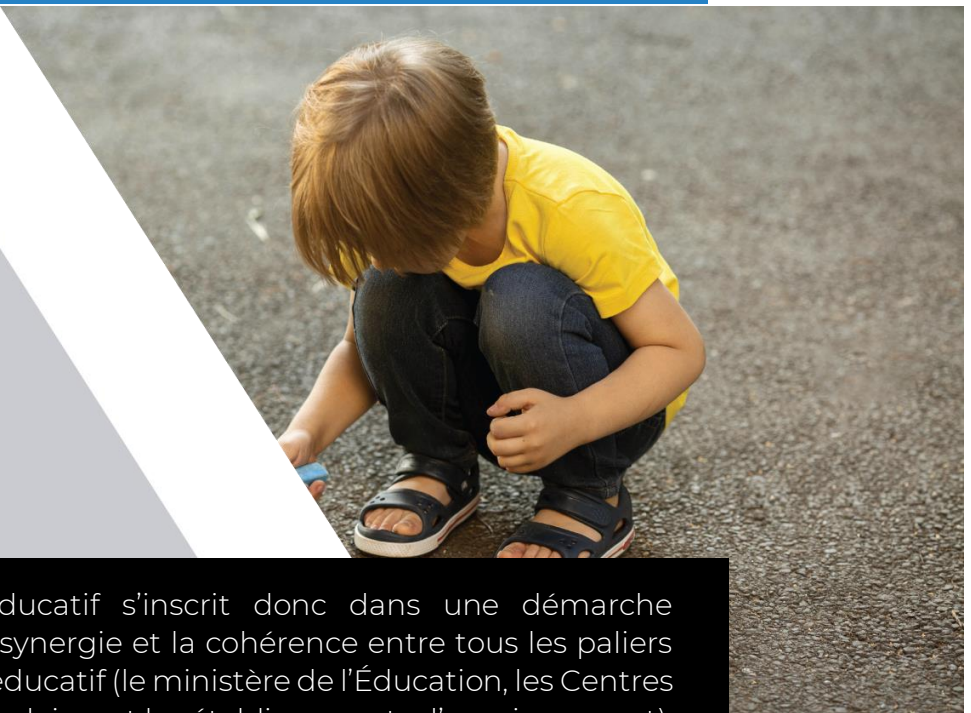 ducatif s’inscrit donc dans une démarche
synergie et la cohérence entre tous les paliers
éducatif (le ministère de l’Éducation, les Centres